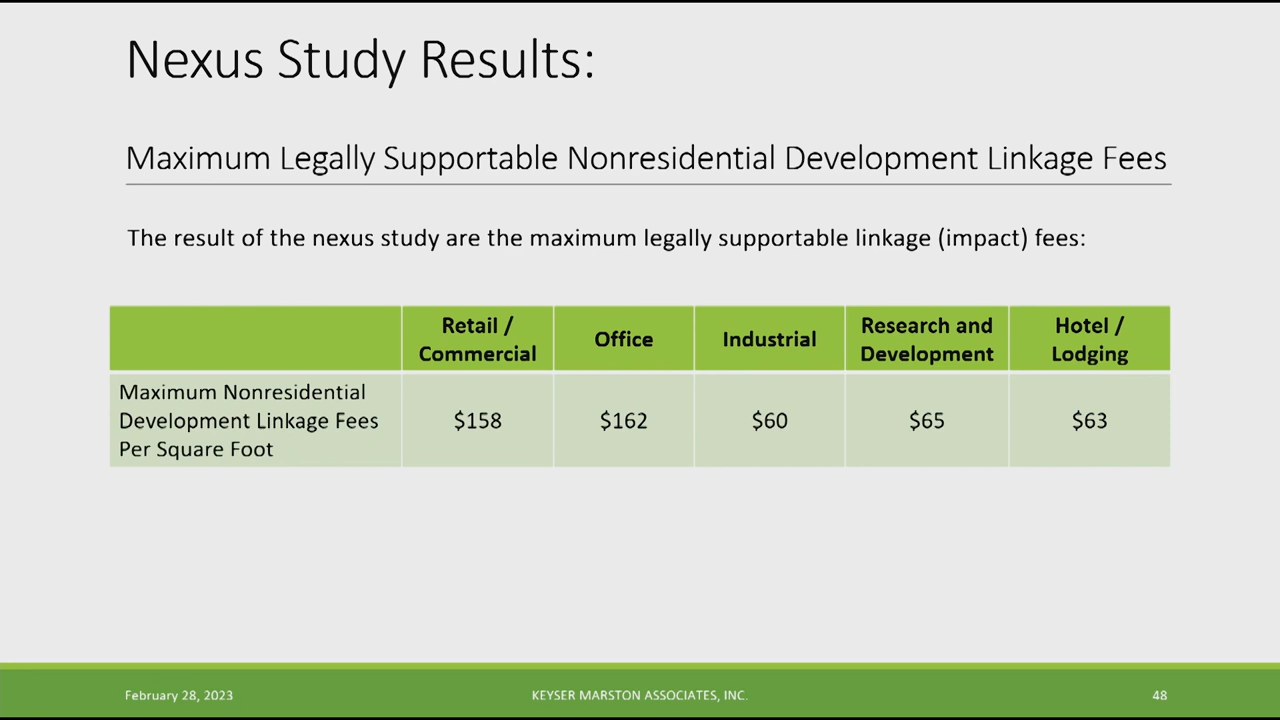 Nexus Study Results:
Maximum Legally Supportable Nonresidential Development Linkage Fees
The result of the nexus study are the maximum legally supportable linkage (impact) fees:
Retail / Commercial Office Industrial Research and Development Hotel / Lodging
Maximum Nonresidential
Development Linkage Fees
Per Square Foot
$158 $162 $60 $65 $63
February 28, 2023 KEYSER MARSTON ASSOCIATES, INC. 48